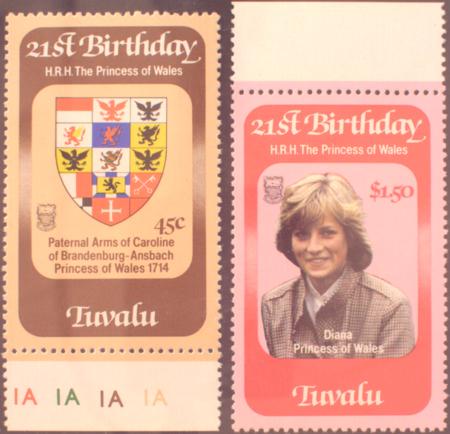 21st Birthday
H.R.H. The Princess of Wales
45c
Paternal Arms of Caroline
of Brandenburg-Ansbach
Princess of Wales 1714
Tuvalu
1A 1A 1A 1A
21st Birthday
H.R.H. The Princess of Wales
$1.50
Diana
Princess of Wales
Tuvalu